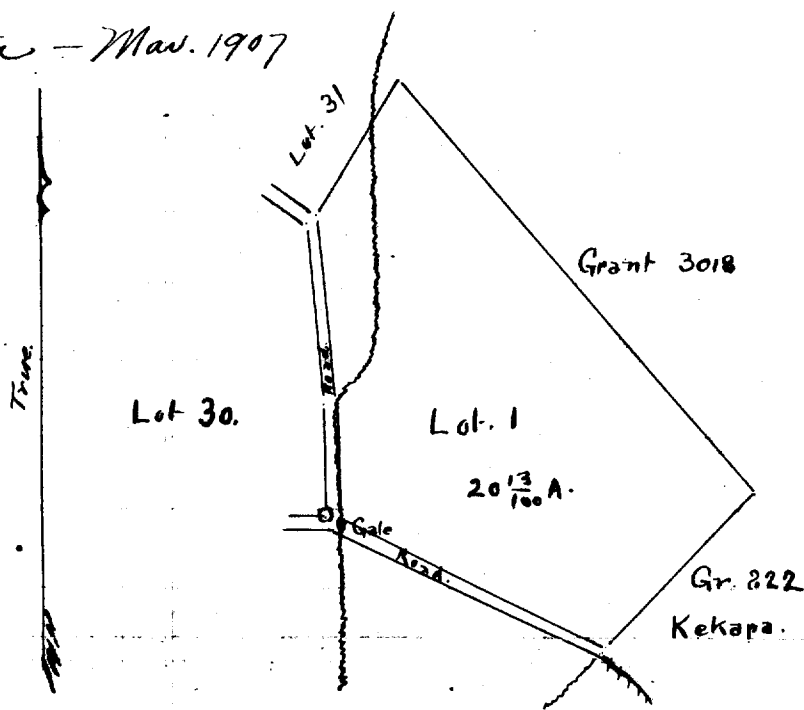 — Mar. 1907
Lot. 31
Grant 3018
True.
Road.
Lot 30.
Lot. 1
20 13/100 A.
Gate
Road.
Gr. 222
Kekapa.